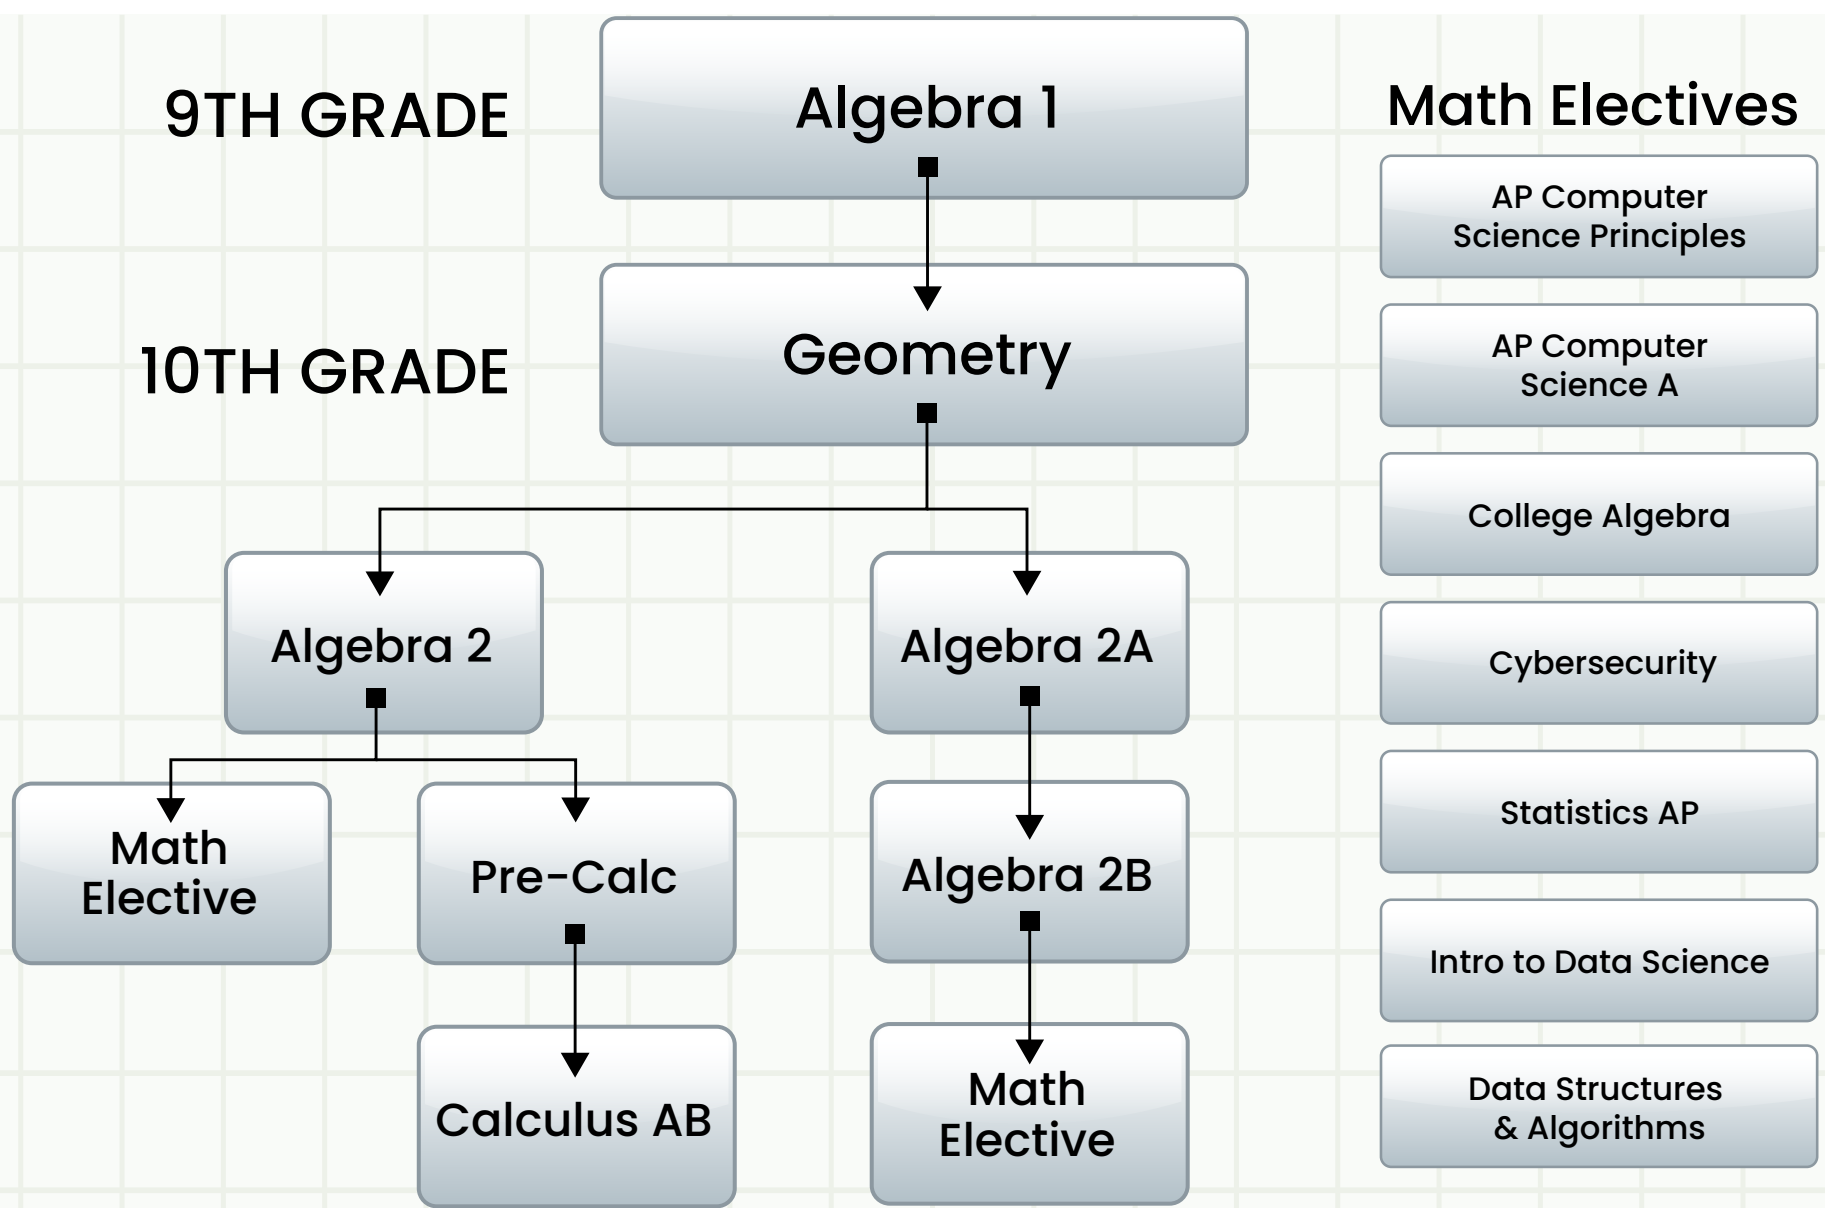 9TH GRADE
Algebra 1
10TH GRADE
Geometry
Algebra 2
Algebra 2A
Math
Elective
Pre-Calc
Algebra 2B
Calculus AB
Math
Elective
Math Electives
AP Computer
Science Principles
AP Computer
Science A
College Algebra
Cybersecurity
Statistics AP
Intro to Data Science
Data Structures
& Algorithms